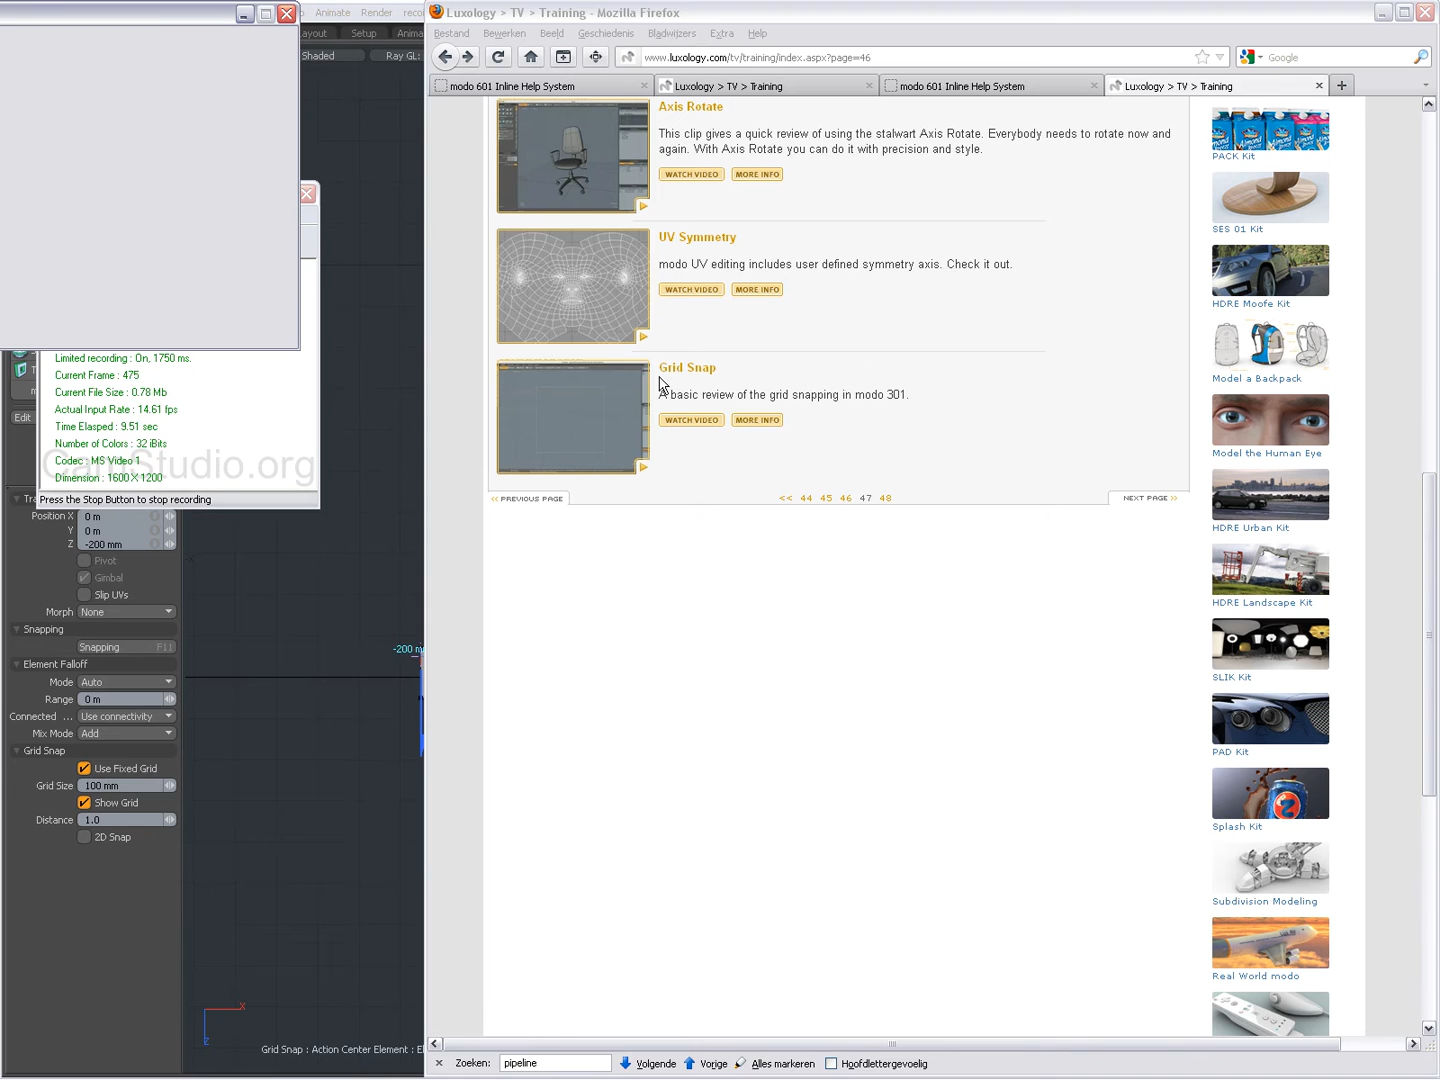 Animate Render
Luxology > TV > Training - Mozilla Firefox
Setup
Bestand Bewerken Beeld Geschiedenis Bladwijzers Extra Help
Shaded Ray GL:
www.luxology.com/tv/training/index.aspx?page=46
Google
modo 601 Inline Help System
Luxology > TV > Training
modo 601 Inline Help System
Luxology > TV > Training
Axis Rotate
This clip gives a quick review of using the stalwart Axis Rotate. Everybody needs to rotate now and
again. With Axis Rotate you can do it with precision and style.
WATCH VIDEO MORE INFO
UV Symmetry
modo UV editing includes user defined symmetry axis. Check it out.
WATCH VIDEO MORE INFO
Grid Snap
A basic review of the grid snapping in modo 301.
WATCH VIDEO MORE INFO
<< PREVIOUS PAGE
<< 44 45 46 47 48
NEXT PAGE >>
PACK Kit
SES 01 Kit
HDRE Moofe Kit
Model a Backpack
Model the Human Eye
HDRE Urban Kit
HDRE Landscape Kit
SLIK Kit
PAD Kit
Splash Kit
Subdivision Modeling
Real World modo
Limited recording : On, 1750 ms.
Current Frame : 475
Current File Size : 0.78 Mb
Actual Input Rate : 14.61 fps
Time Elasped : 9.51 sec
Number of Colors : 32 iBits
Codec : MS Video 1
Dimension : 1600 X 1200
CamStudio.org
Press the Stop Button to stop recording
Edit
Position X 0 m
Y 0 m
Z -200 mm
Pivot
Gimbal
Slip UVs
Morph None
Snapping
Snapping F11
Element Falloff
Mode Auto
Range 0 m
Connected ... Use connectivity
Mix Mode Add
Grid Snap
Use Fixed Grid
Grid Size 100 mm
Show Grid
Distance 1.0
2D Snap
-200 m
X
Z
Grid Snap : Action Center Element :
Zoeken: pipeline Volgende Vorige Alles markeren Hoofdlettergevoelig